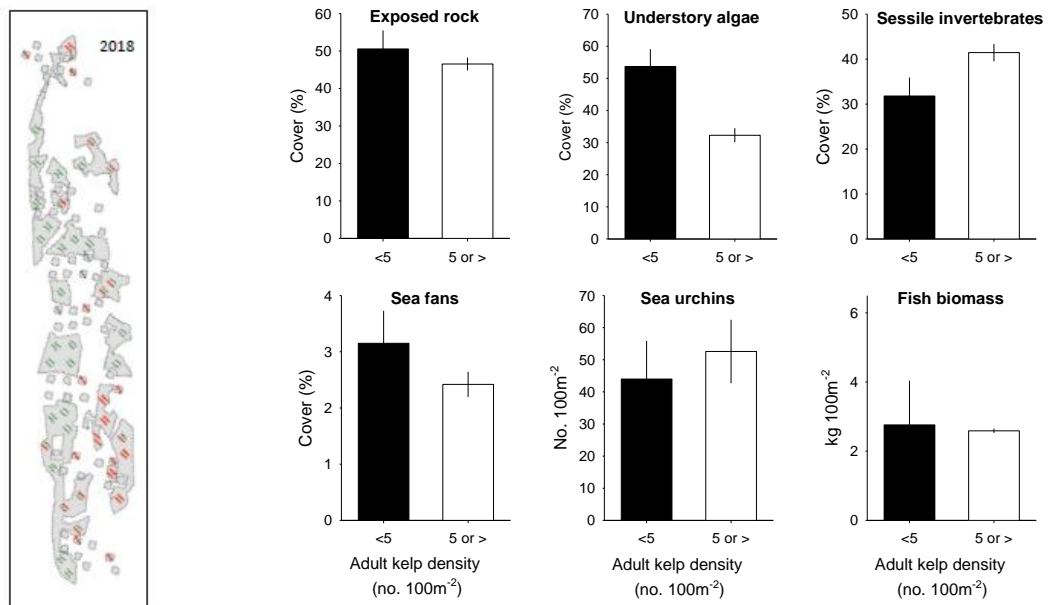 2018
Exposed rock
Cover (%)
60
50
40
30
20
10
0
<5
5 or >
Understory algae
Cover (%)
70
60
50
40
30
20
10
0
<5
5 or >
Sessile invertebrates
Cover (%)
50
40
30
20
10
0
<5
5 or >
Sea fans
Cover (%)
4
3
2
1
0
<5
5 or >
Adult kelp density
(no. 100m-2)
Sea urchins
No. 100m-2
70
60
50
40
30
20
10
0
<5
5 or >
Adult kelp density
(no. 100m-2)
Fish biomass
kg 100m-2
6
4
2
0
<5
5 or >
Adult kelp density
(no. 100m-2)